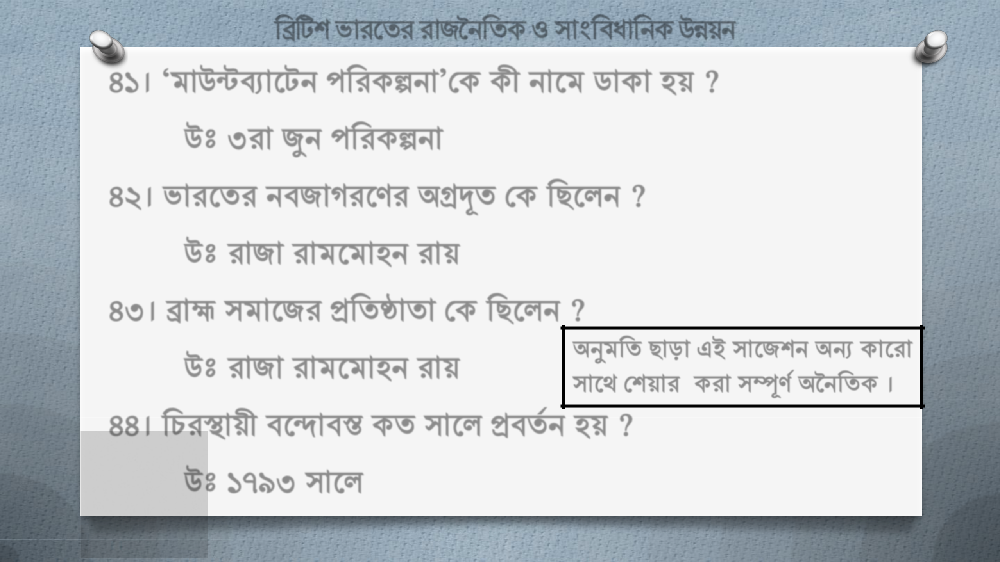 ব্রিটিশ ভারতের রাজনৈতিক ও সাংবিধানিক উন্নয়ন
৪১। ‘মাউন্টব্যাটেন পরিকল্পনা’কে কী নামে ডাকা হয় ?
উঃ ৩রা জুন পরিকল্পনা
৪২। ভারতের নবজাগরণের অগ্রদূত কে ছিলেন ?
উঃ রাজা রামমোহন রায়
৪৩। ব্রাহ্ম সমাজের প্রতিষ্ঠাতা কে ছিলেন ?
উঃ রাজা রামমোহন রায়
অনুমতি ছাড়া এই সাজেশন অন্য কারো
সাথে শেয়ার করা সম্পূর্ণ অনৈতিক ।
৪৪। চিরস্থায়ী বন্দোবস্ত কত সালে প্রবর্তন হয় ?
উঃ ১৭৯৩ সালে